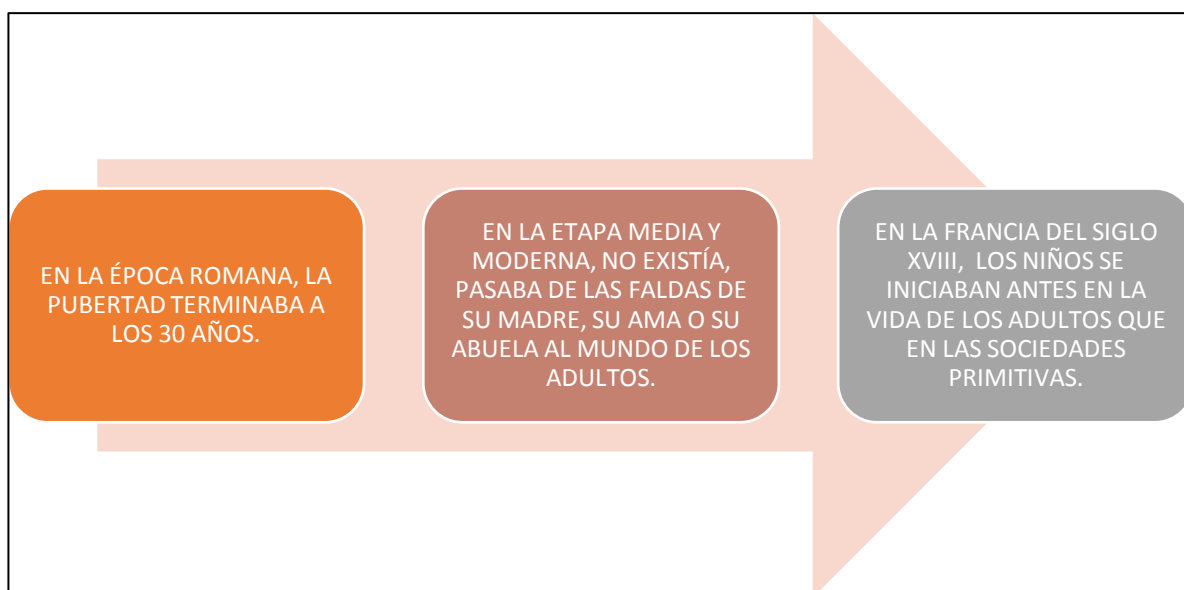 EN LA ÉPOCA ROMANA, LA
PUBERTAD TERMINABA A
LOS 30 AÑOS.
EN LA ETAPA MEDIA Y
MODERNA, NO EXISTÍA,
PASABA DE LAS FALDAS DE
SU MADRE, SU AMA O SU
ABUELA AL MUNDO DE LOS
ADULTOS.
EN LA FRANCIA DEL SIGLO
XVIII, LOS NIÑOS SE
INICIABAN ANTES EN LA
VIDA DE LOS ADULTOS QUE
EN LAS SOCIEDADES
PRIMITIVAS.